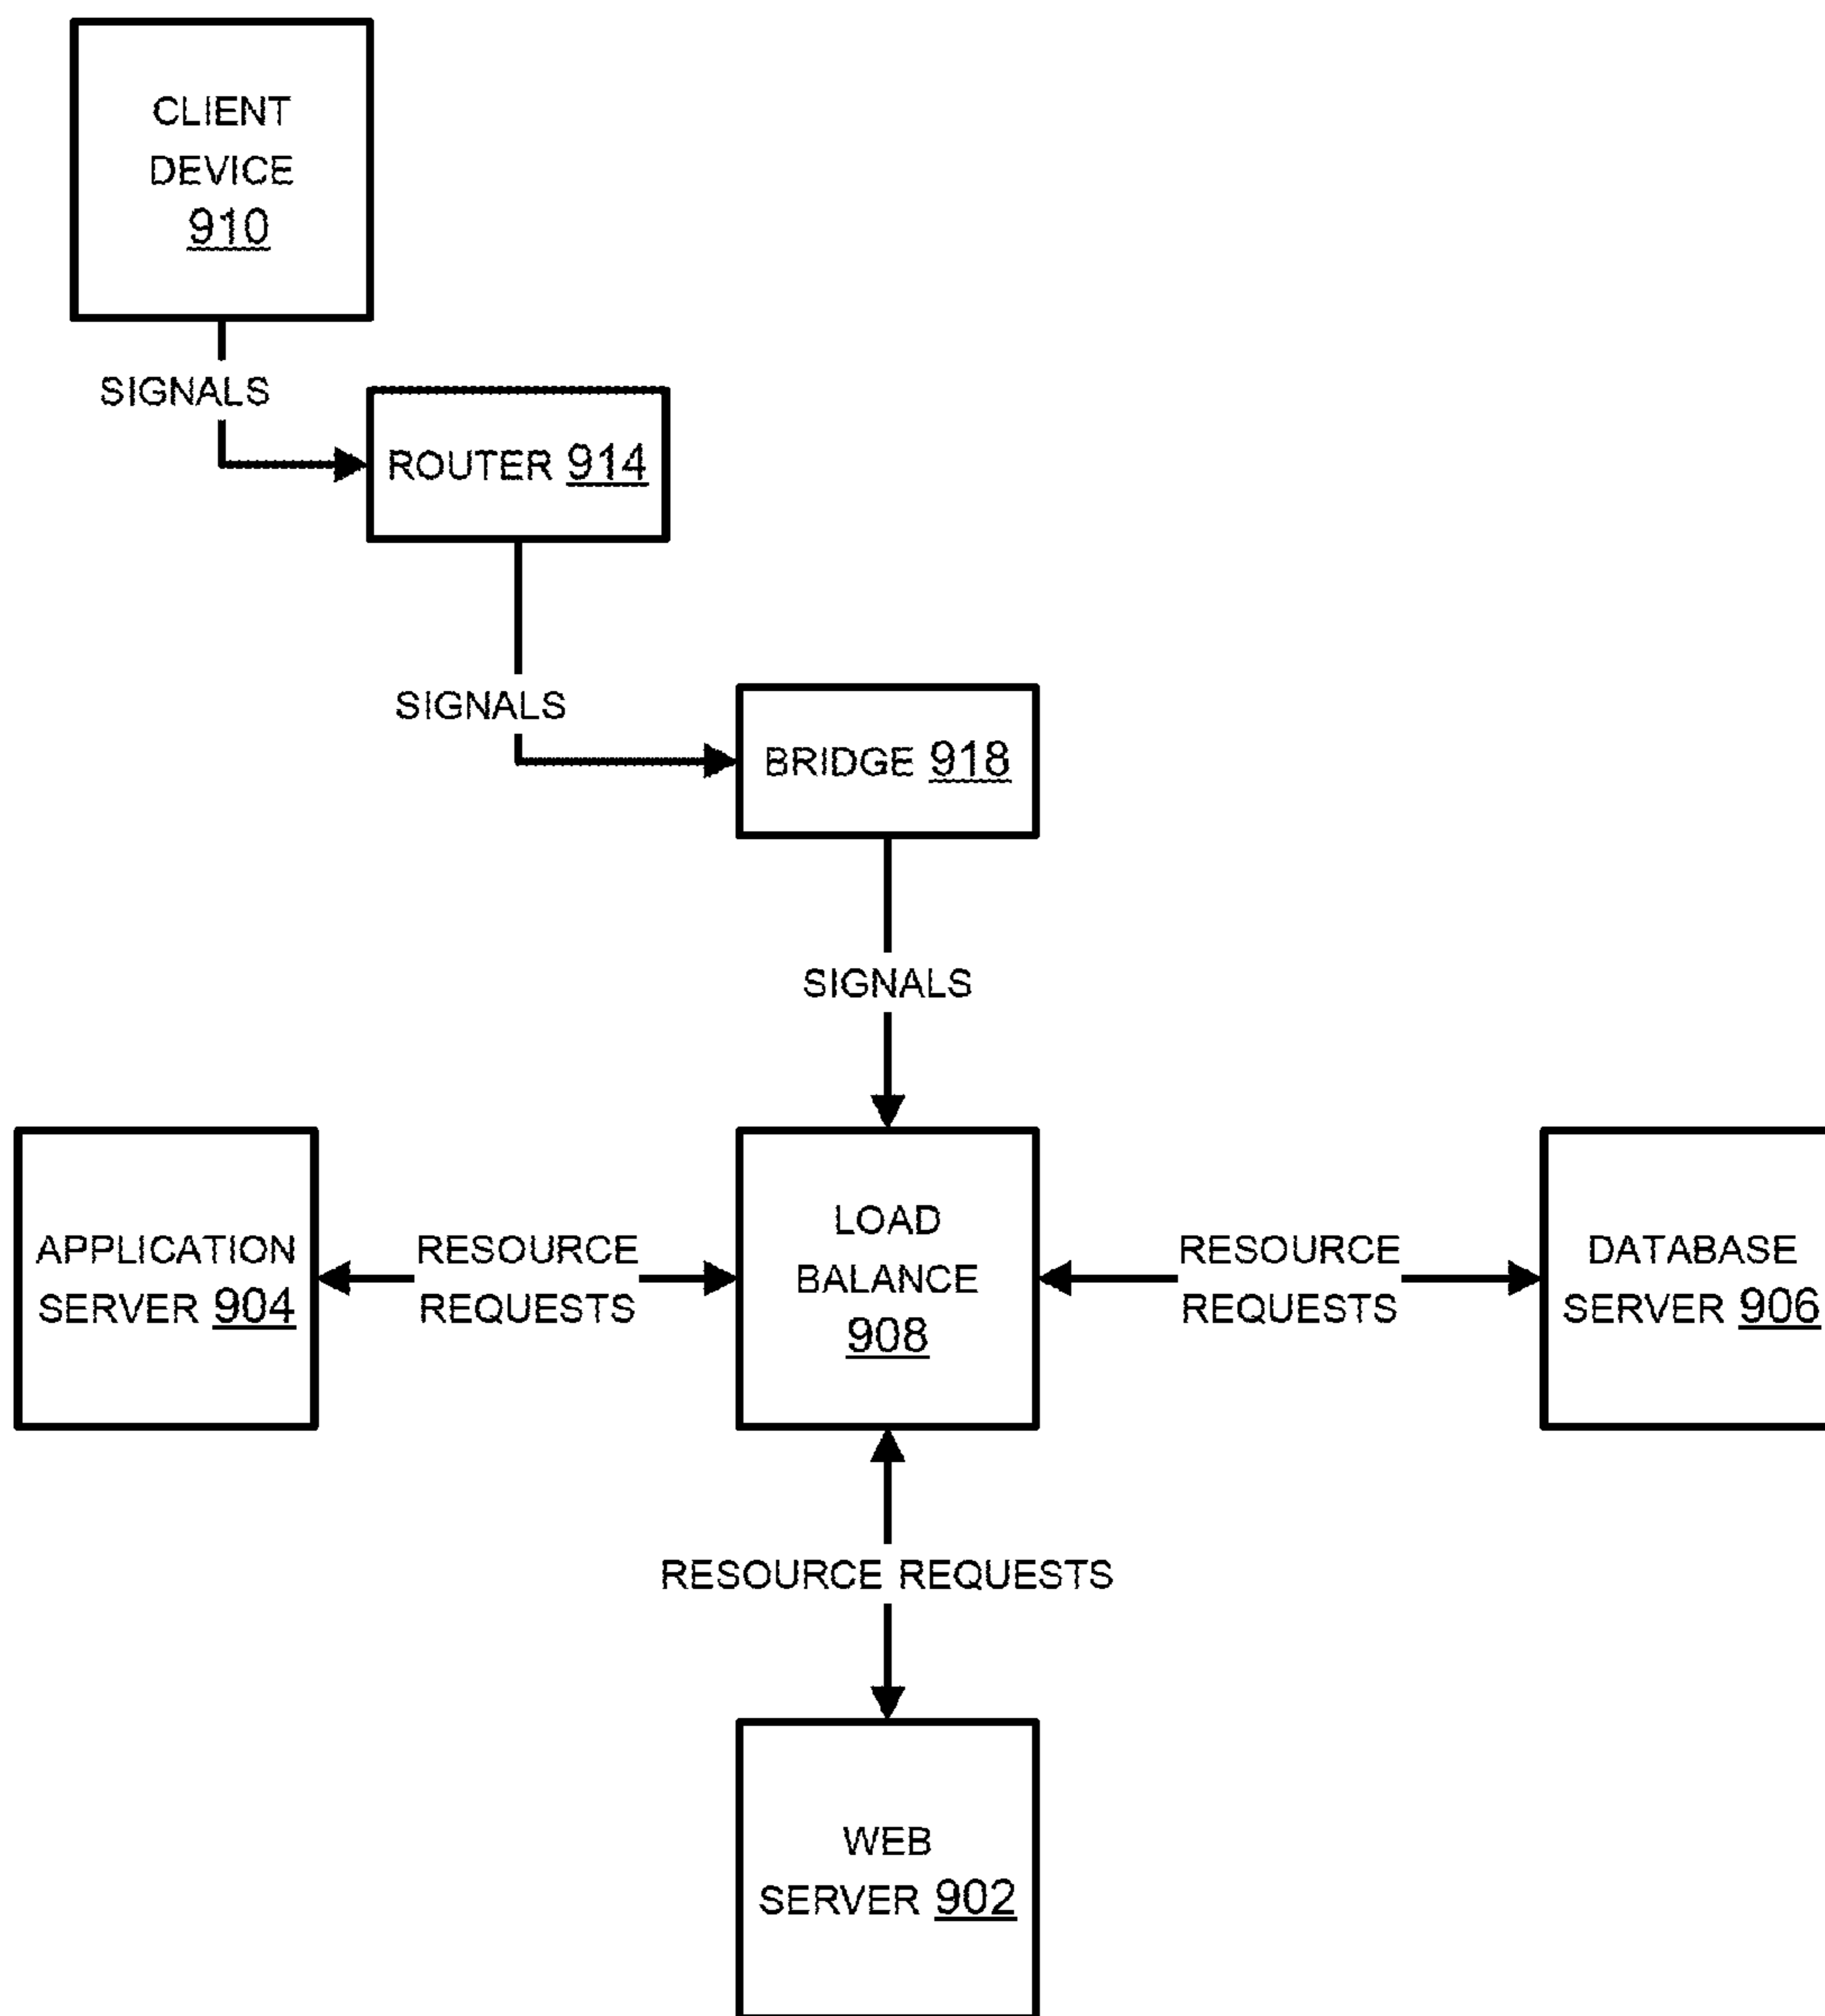 CLIENT
DEVICE
910
SIGNALS
ROUTER 914
SIGNALS
BRIDGE 918
SIGNALS
APPLICATION
SERVER 904
RESOURCE
REQUESTS
LOAD
BALANCE
908
RESOURCE
REQUESTS
DATABASE
SERVER 906
RESOURCE REQUESTS
WEB
SERVER 902